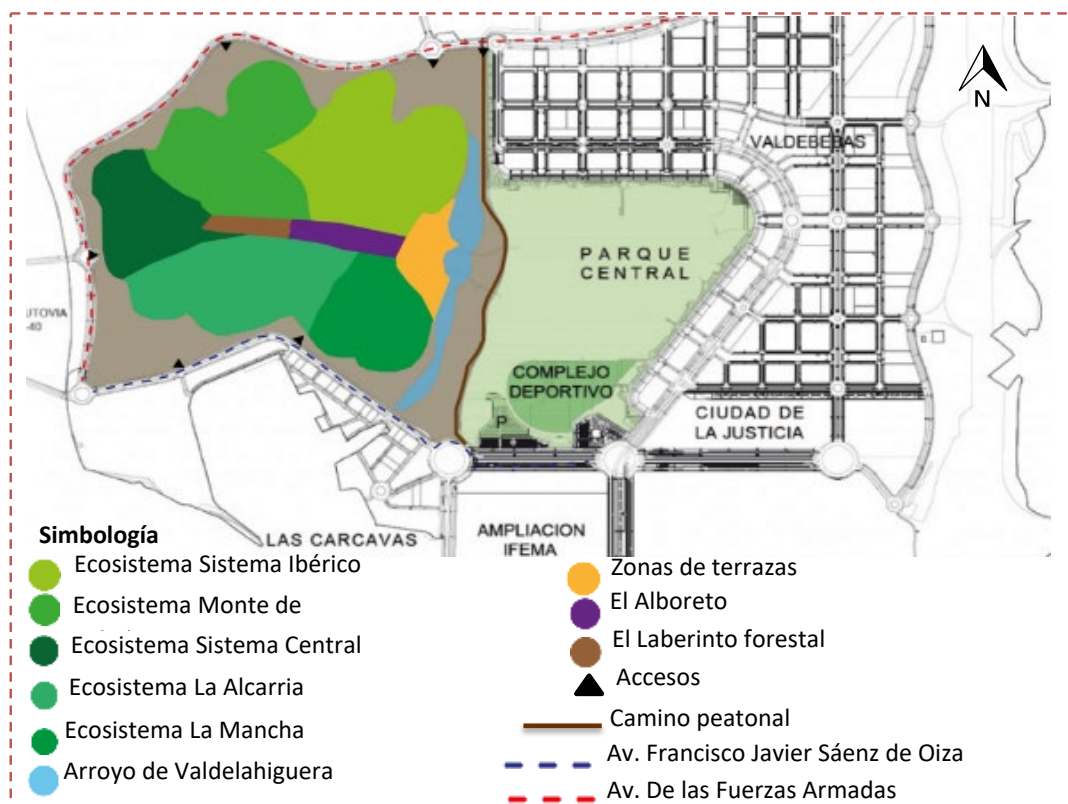 N
VALDEBEBAS
PARQUE
CENTRAL
UTOVIA
-40
COMPLEJO
DEPORTIVO
P
CIUDAD DE
LA JUSTICIA
LAS CARCAVAS
AMPLIACION
IFEMA
Simbología
Ecosistema Sistema Ibérico
Ecosistema Monte de
Ecosistema Sistema Central
Ecosistema La Alcarria
Ecosistema La Mancha
Arroyo de Valdelahiguera
Zonas de terrazas
El Alboreto
El Laberinto forestal
Accesos
Camino peatonal
Av. Francisco Javier Sáenz de Oiza
Av. De las Fuerzas Armadas